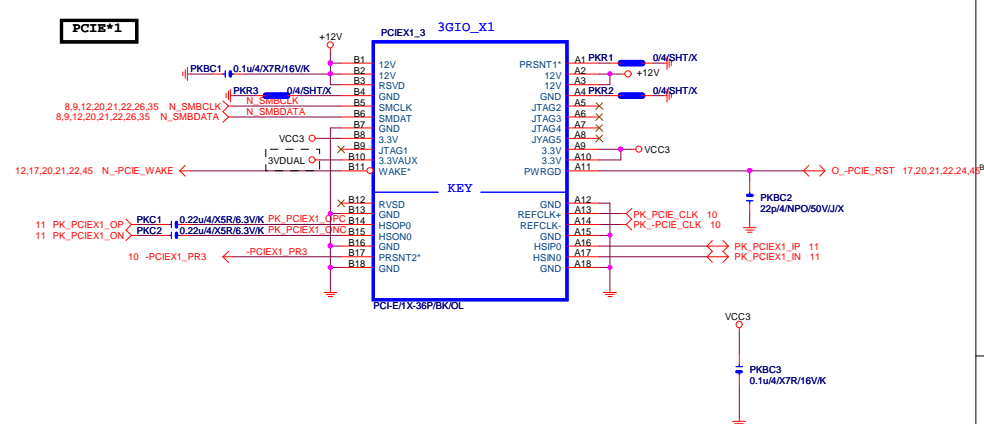 PCIE*1
3GIO_X1
PCIEX1_3
+12V
PKBC1 0.1u/4/X7R/16V/K
PKR3 0/4/SHT/X
8,9,12,20,21,22,26,35 N_SMBCLK
N_SMBCLK
8,9,12,20,21,22,26,35 N_SMBDATA
N_SMBDATA
VCC3
3VDUAL
12,17,20,21,22,45 N_-PCIE_WAKE
11 PK_PCIEX1_OP
PKC1 0.22u/4/X5R/6.3V/K PK_PCIEX1_OPC
11 PK_PCIEX1_ON
PKC2 0.22u/4/X5R/6.3V/K PK_PCIEX1_ONC
10 -PCIEX1_PR3
-PCIEX1_PR3
B1 12V
B2 12V
B3 RSVD
B4 GND
B5 SMCLK
B6 SMDAT
B7 GND
B8 3.3V
B9 JTAG1
B10 3.3VAUX
B11 WAKE*
KEY
B12 RVSD
B13 GND
B14 HSOP0
B15 HSON0
B16 GND
B17 PRSNT2*
B18 GND
PRSNT1* A1
12V A2
12V A3
GND A4
JTAG2 A5
JTAG3 A6
JTAG4 A7
JYAG5 A8
3.3V A9
3.3V A10
PWRGD A11
GND A12
REFCLK+ A13
REFCLK- A14
GND A15
HSIP0 A16
HSIN0 A17
GND A18
PCI-E/1X-36P/BK/OL
PKR1 0/4/SHT/X
+12V
PKR2 0/4/SHT/X
VCC3
O_-PCIE_RST 17,20,21,22,24,45
B
PKBC2
22p/4/NPO/50V/J/X
PK_PCIE_CLK 10
PK_-PCIE_CLK 10
PK_PCIEX1_IP 11
PK_PCIEX1_IN 11
VCC3
PKBC3
0.1u/4/X7R/16V/K